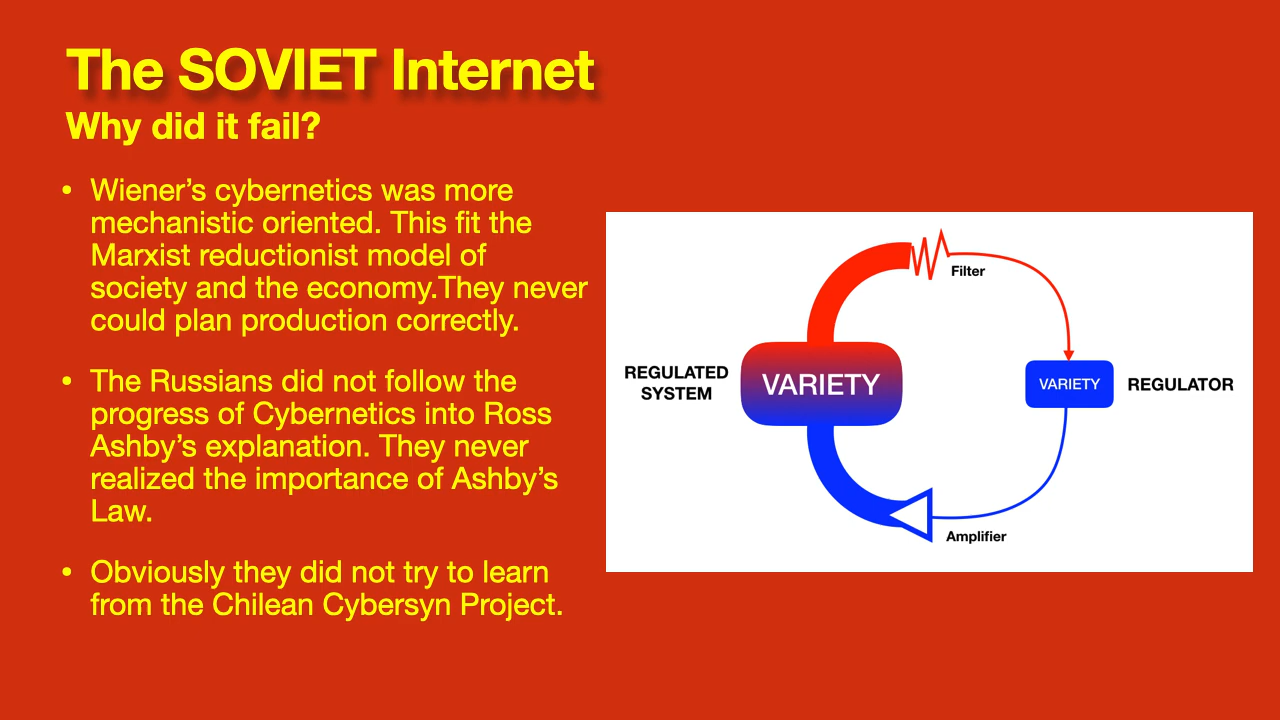 The SOVIET Internet
Why did it fail?
• Wiener’s cybernetics was more
mechanistic oriented. This fit the
Marxist reductionist model of
society and the economy.They never
could plan production correctly.
• The Russians did not follow the
progress of Cybernetics into Ross
Ashby’s explanation. They never
realized the importance of Ashby’s
Law.
• Obviously they did not try to learn
from the Chilean Cybersyn Project.
Filter
REGULATED
SYSTEM
VARIETY
VARIETY
REGULATOR
Amplifier